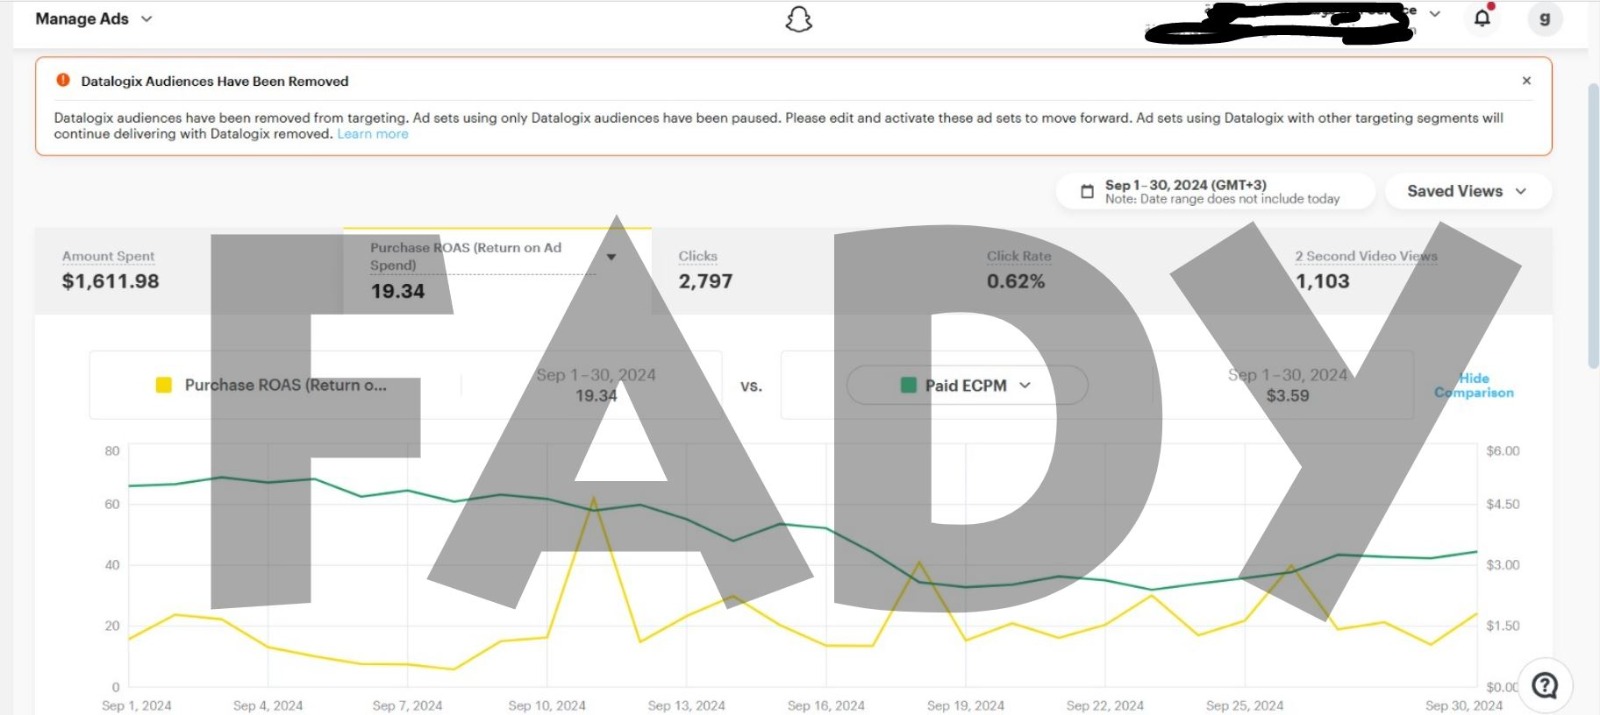 Manage Ads
g
Datalogix Audiences Have Been Removed
Datalogix audiences have been removed from targeting. Ad sets using only Datalogix audiences have been paused. Please edit and activate these ad sets to move forward. Ad sets using Datalogix with other targeting segments will
continue delivering with Datalogix removed. Learn more
Sep 1–30, 2024 (GMT+3)
Note: Date range does not include today
Saved Views
Amount Spent
$1,611.98
Purchase ROAS (Return on Ad
Spend)
19.34
Clicks
2,797
Click Rate
0.62%
2 Second Video Views
1,103
FADY
Purchase ROAS (Return o...
Sep 1–30, 2024
19.34
vs.
Paid ECPM
Sep 1–30, 2024
$3.59
Hide
Comparison
80
60
40
20
0
$6.00
$4.50
$3.00
$1.50
$0.00
Sep 1, 2024
Sep 4, 2024
Sep 7, 2024
Sep 10, 2024
Sep 13, 2024
Sep 16, 2024
Sep 19, 2024
Sep 22, 2024
Sep 25, 2024
Sep 30, 2024